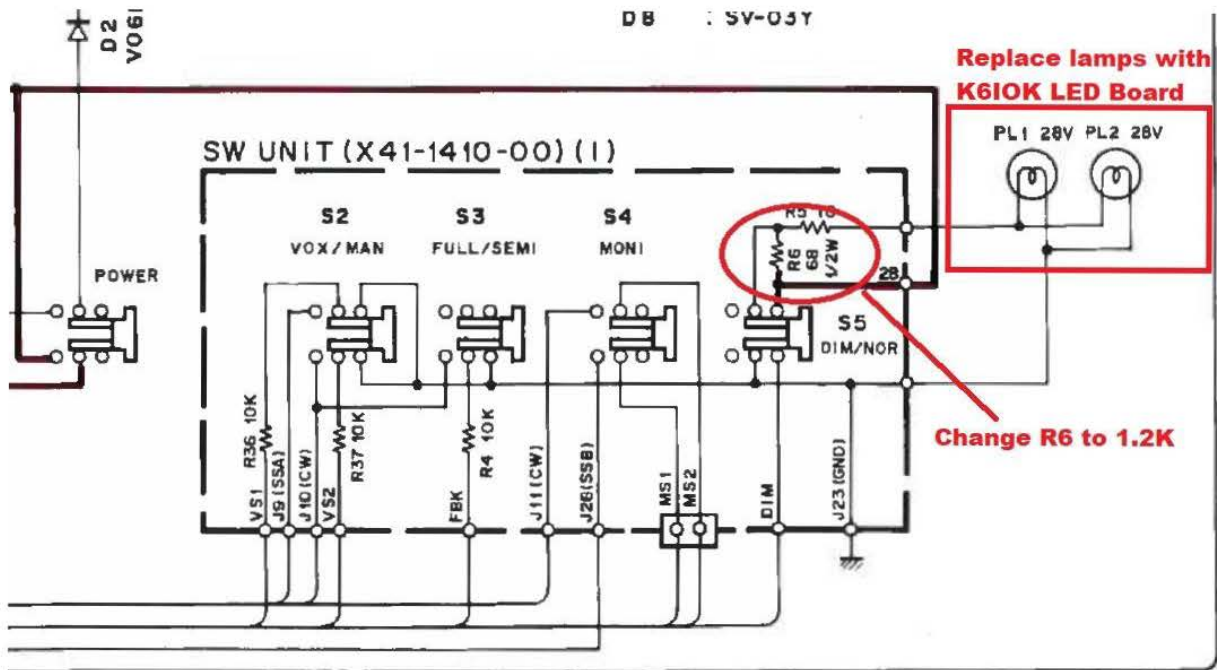 D2
V061
D8 : SV-03Y
Replace lamps with
K6IOK LED Board
PL1 28V PL2 28V
SW UNIT (X41-1410-00) (I)
S2
VOX/MAN
S3
FULL/SEMI
S4
MONI
R5
R6
68
1/2W
28
POWER
S5
DIM/NOR
Change R6 to 1.2K
R36 10K
R37 10K
R4 10K
VS1
J9(SSA)
J10(CW)
VS2
FBK
J11(CW)
J26(SSB)
MS1
MS2
DIM
J23(GND)